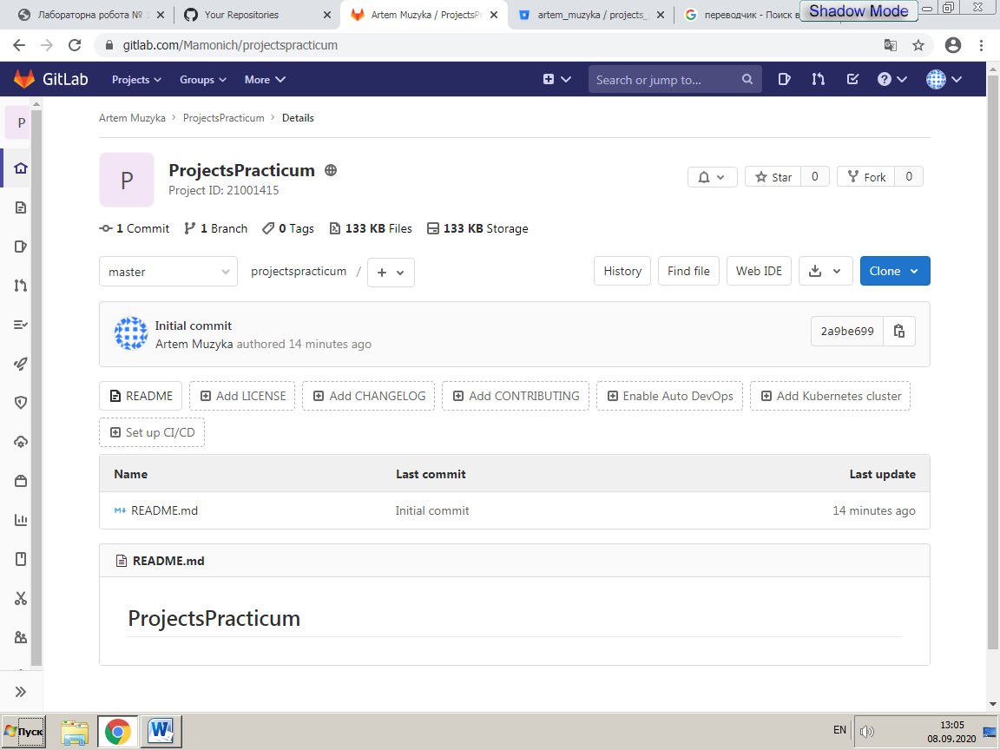 Лабораторна робота № 1
Your Repositories
Artem Muzyka / ProjectsPr
artem_muzyka / projects_
переводчик - Поиск в
Shadow Mode
gitlab.com/Mamonich/projectspracticum
GitLab Projects Groups More Search or jump to...
Artem Muzyka > ProjectsPracticum > Details
P
P
ProjectsPracticum
Project ID: 21001415
Star 0 Fork 0
1 Commit 1 Branch 0 Tags 133 KB Files 133 KB Storage
master projectspracticum / + History Find file Web IDE Clone
Initial commit
Artem Muzyka authored 14 minutes ago
2a9be699
README Add LICENSE Add CHANGELOG Add CONTRIBUTING Enable Auto DevOps Add Kubernetes cluster
Set up CI/CD
Name Last commit Last update
README.md Initial commit 14 minutes ago
README.md
ProjectsPracticum
Пуск
EN
13:05
08.09.2020